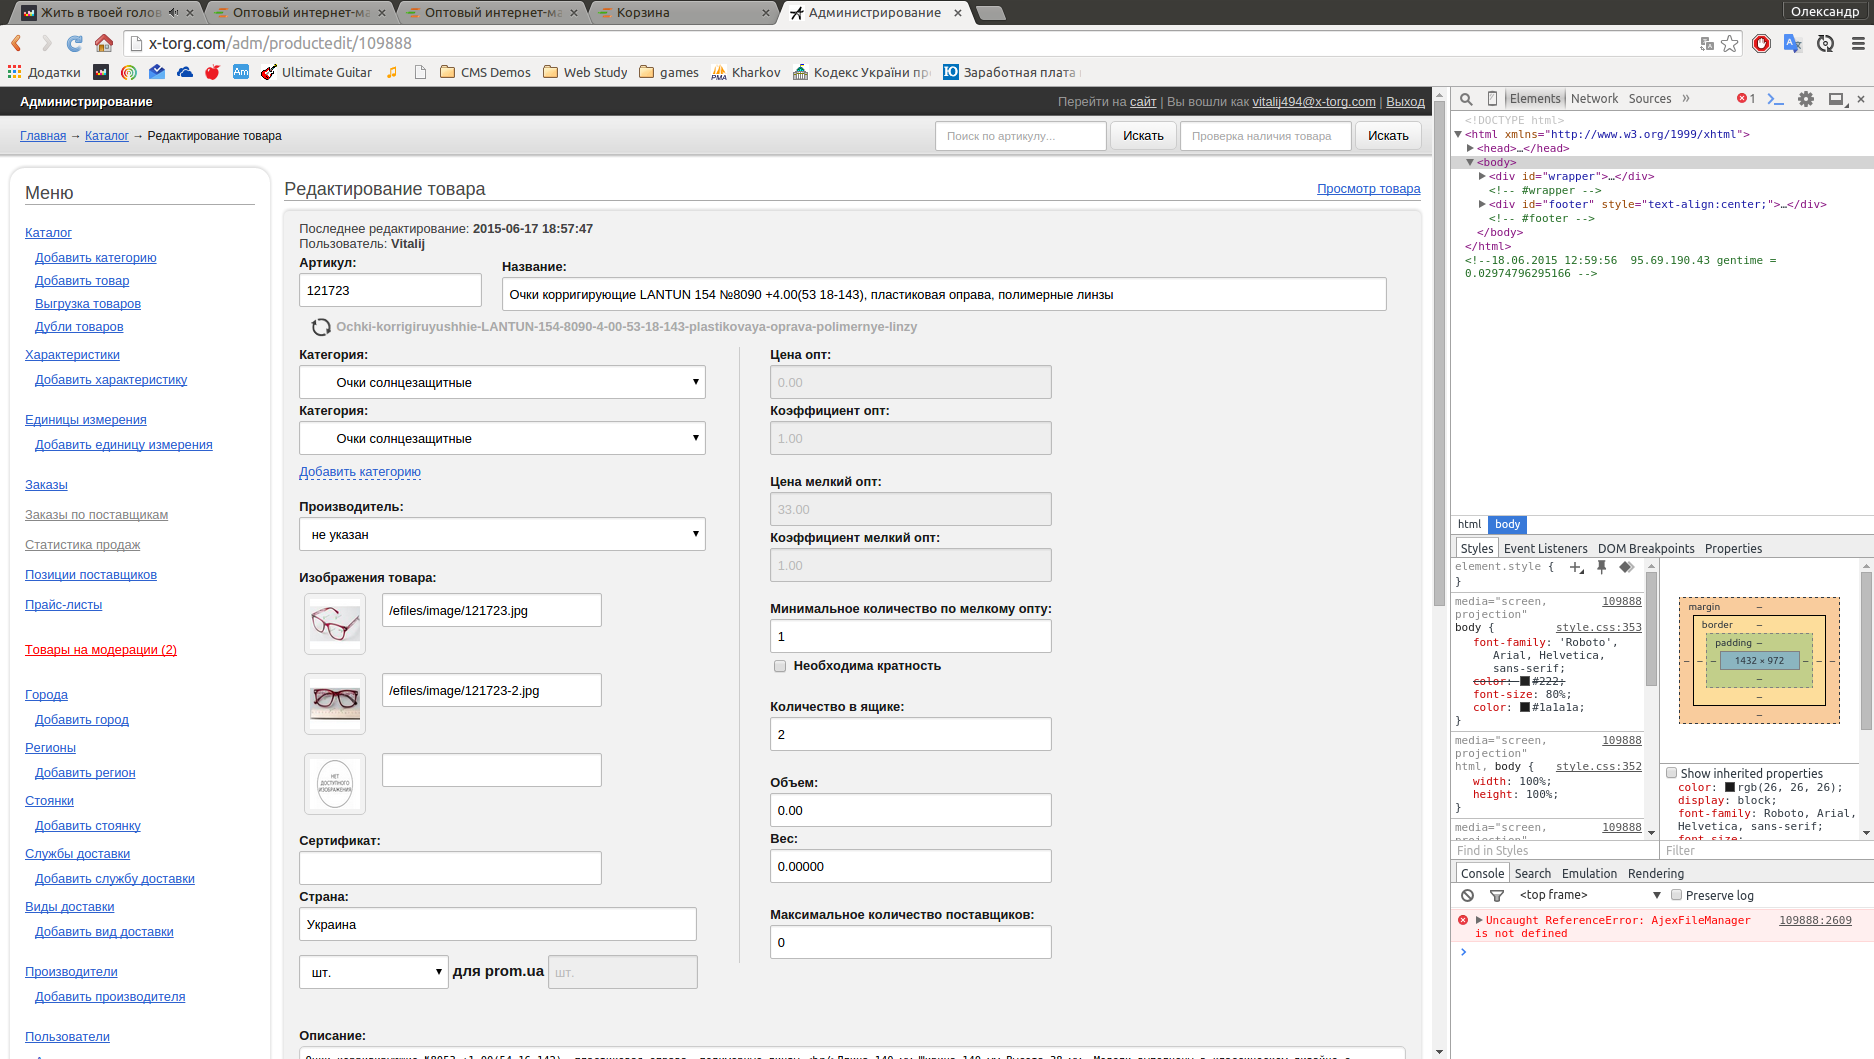 Жить в твоей голов
Оптовый интернет-ма
Оптовый интернет-ма
Корзина
Администрирование
Олександр
x-torg.com/adm/productedit/109888
Додатки
Am
Ultimate Guitar
CMS Demos
Web Study
games
PMA
Kharkov
Кодекс України пр
Ю
Заработная плата
Администрирование
Перейти на сайт | Вы вошли как vitalij494@x-torg.com | Выход
Главная → Каталог → Редактирование товара
Поиск по артикулу...
Искать
Проверка наличия товара
Искать
Меню
Каталог
Добавить категорию
Добавить товар
Выгрузка товаров
Дубли товаров
Характеристики
Добавить характеристику
Единицы измерения
Добавить единицу измерения
Заказы
Заказы по поставщикам
Статистика продаж
Позиции поставщиков
Прайс-листы
Товары на модерации (2)
Города
Добавить город
Регионы
Добавить регион
Стоянки
Добавить стоянку
Службы доставки
Добавить службу доставки
Виды доставки
Добавить вид доставки
Производители
Добавить производителя
Пользователи
Редактирование товара
Просмотр товара
Последнее редактирование: 2015-06-17 18:57:47
Пользователь: Vitalij
Артикул:
121723
Название:
Очки корригирующие LANTUN 154 №8090 +4.00(53 18-143), пластиковая оправа, полимерные линзы
Ochki-korrigiruyushhie-LANTUN-154-8090-4-00-53-18-143-plastikovaya-oprava-polimernye-linzy
Категория:
Очки солнцезащитные
Категория:
Очки солнцезащитные
Добавить категорию
Производитель:
не указан
Изображения товара:
/efiles/image/121723.jpg
/efiles/image/121723-2.jpg
НЕТ
ДОСТУПНОГО
ИЗОБРАЖЕНИЯ
Сертификат:
Страна:
Украина
шт.
для prom.ua
шт.
Описание:
Цена опт:
0.00
Коэффициент опт:
1.00
Цена мелкий опт:
33.00
Коэффициент мелкий опт:
1.00
Минимальное количество по мелкому опту:
1
Необходима кратность
Количество в ящике:
2
Объем:
0.00
Вес:
0.00000
Максимальное количество поставщиков:
0
Elements
Network
Sources
»
1
<!DOCTYPE html>
<html xmlns="http://www.w3.org/1999/xhtml">
<head>…</head>
<body>
<div id="wrapper">…</div>
<!-- #wrapper -->
<div id="footer" style="text-align:center;">…</div>
<!-- #footer -->
</body>
</html>
<!--18.06.2015 12:59:56  95.69.190.43 gentime =
0.02974796295166 -->
html
body
Styles
Event Listeners
DOM Breakpoints
Properties
element.style {
}
media="screen,
projection"
109888
body {
style.css:353
font-family: 'Roboto',
Arial, Helvetica,
sans-serif;
color: #222;
font-size: 80%;
color: #1a1a1a;
}
media="screen,
projection"
109888
html, body {
style.css:352
width: 100%;
height: 100%;
}
media="screen,
projection"
109888
Find in Styles
margin –
border –
padding –
– – – 1432 × 972 – – –
–
–
–
Show inherited properties
color: rgb(26, 26, 26);
display: block;
font-family: Roboto, Arial,
Helvetica, sans-serif;
font-size:
Filter
Console
Search
Emulation
Rendering
<top frame>
Preserve log
Uncaught ReferenceError: AjexFileManager
is not defined
109888:2609